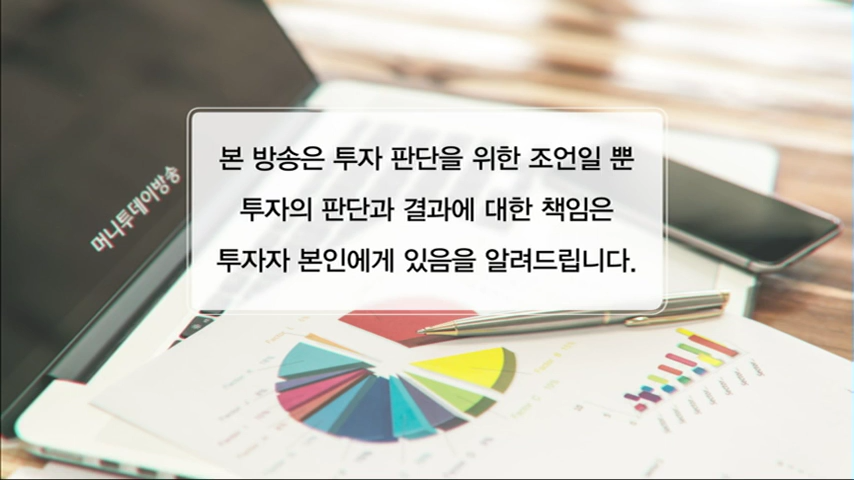 본 방송은 투자 판단을 위한 조언일 뿐
투자의 판단과 결과에 대한 책임은
투자자 본인에게 있음을 알려드립니다.
머니투데이방송